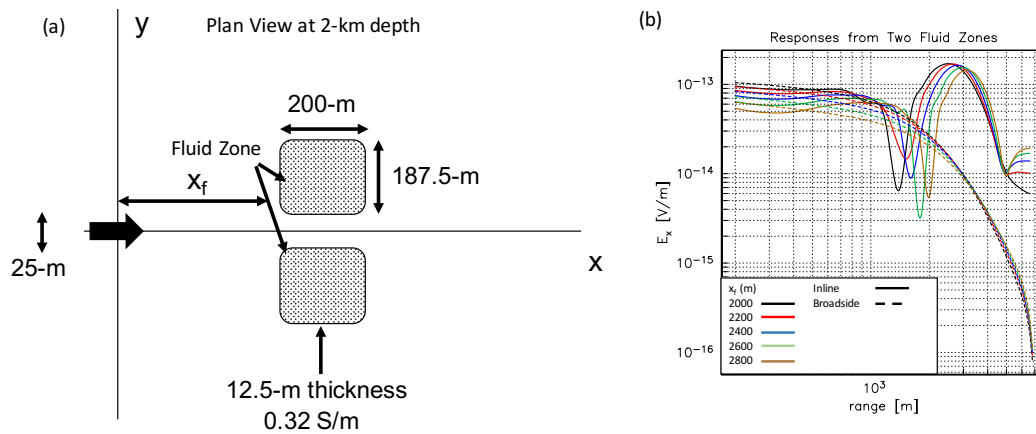 (a)
y
Plan View at 2-km depth
200-m
Fluid Zone
187.5-m
x_f
25-m
x
12.5-m thickness
0.32 S/m
(b)
Responses from Two Fluid Zones
10⁻¹³
10⁻¹⁴
10⁻¹⁵
10⁻¹⁶
E_x [V/m]
x_f (m)
Inline
2000
Broadside
2200
2400
2600
2800
10³
range [m]